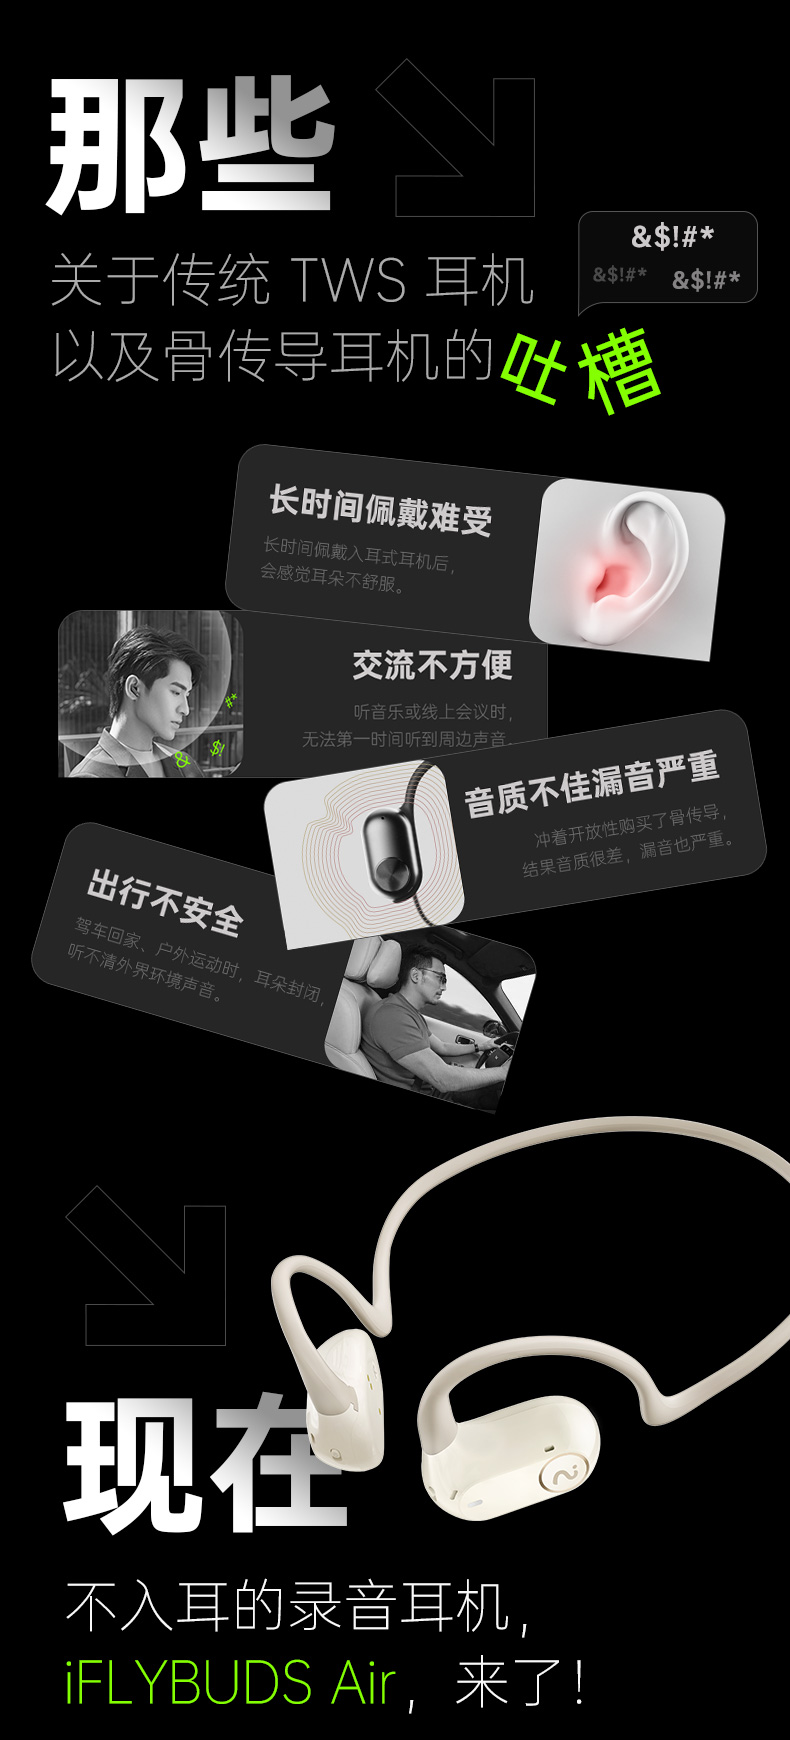 那些
&$!#*
&$!#* &$!#*
关于传统 TWS 耳机
以及骨传导耳机的吐槽
长时间佩戴难受
长时间佩戴入耳式耳机后，
会感觉耳朵不舒服。
交流不方便
听音乐或线上会议时，
无法第一时间听到周边声音。
#*
$!
&
音质不佳漏音严重
冲着开放性购买了骨传导，
结果音质很差，漏音也严重。
出行不安全
驾车回家、户外运动时，耳朵封闭，
听不清外界环境声音。
现在
不入耳的录音耳机，
iFLYBUDS Air，来了！